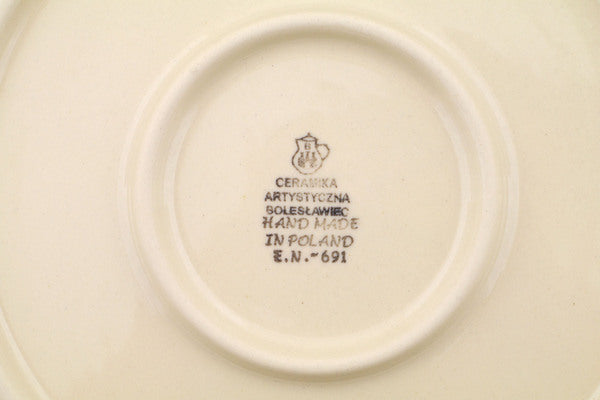 CERAMIKA
ARTYSTYCZNA
BOLESŁAWIEC
HAND MADE
IN POLAND
E.N.-691